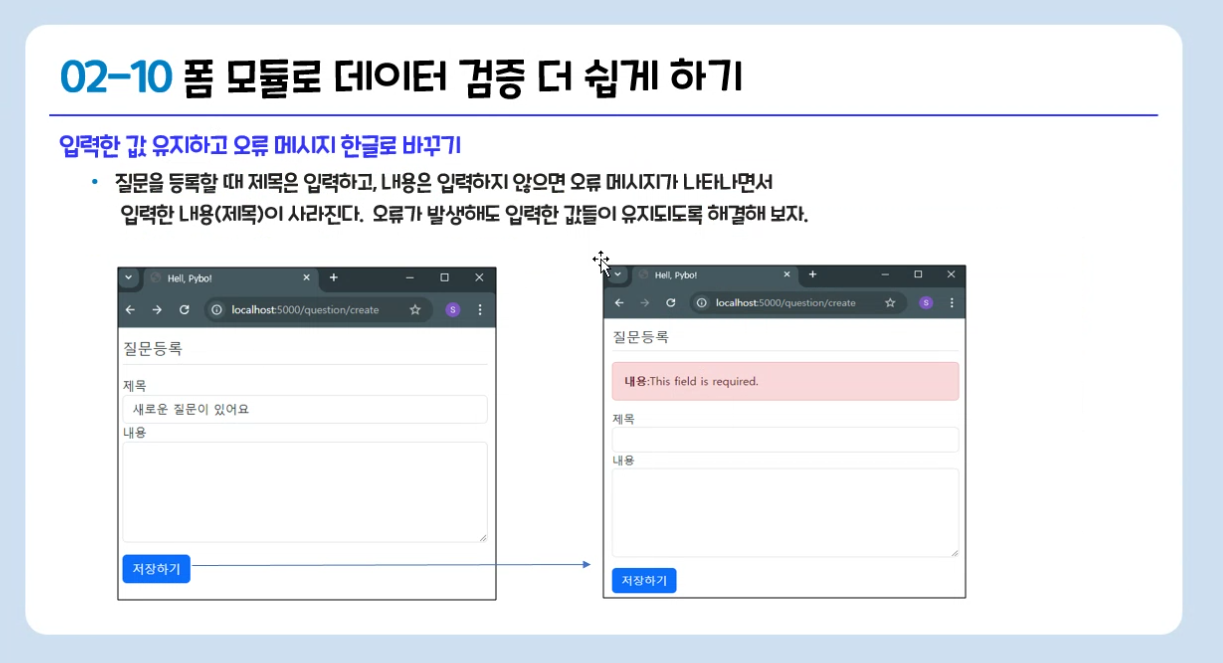 02-10 폼 모듈로 데이터 검증 더 쉽게 하기
입력한 값 유지하고 오류 메시지 한글로 바꾸기
• 질문을 등록할 때 제목은 입력하고, 내용은 입력하지 않으면 오류 메시지가 나타나면서
입력한 내용(제목)이 사라진다. 오류가 발생해도 입력한 값들이 유지되도록 해결해 보자.
Hell, Pybo!
localhost:5000/question/create
S
질문등록
제목
새로운 질문이 있어요
내용
저장하기
Hell, Pybo!
localhost:5000/question/create
S
질문등록
내용:This field is required.
제목
내용
저장하기